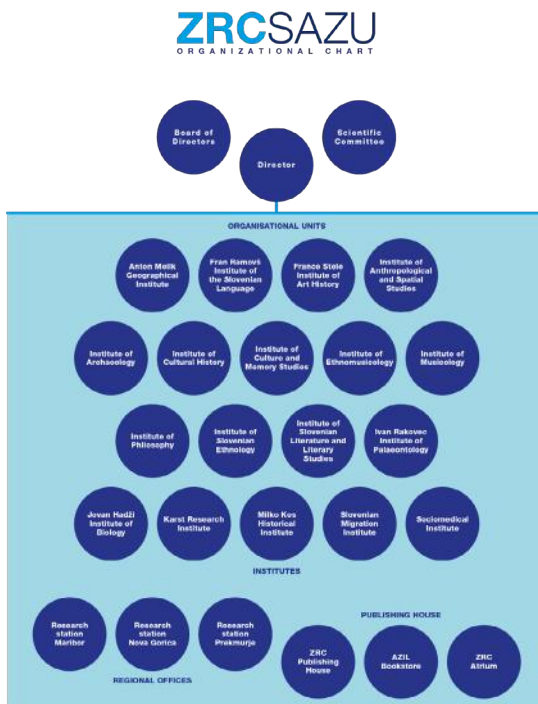 ZRCSAZU
ORGANIZATIONAL CHART
Board of
Directors
Scientific
Committee
Director
ORGANISATIONAL UNITS
Anton Melik
Geographical
Institute
Fran Ramovš
Institute of
the Slovenian
Language
France Stele
Institute of
Art History
Institute of
Anthropological
and Spatial
Studies
Institute of
Archaeology
Institute of
Cultural History
Institute of
Culture and
Memory Studies
Institute of
Ethnomusicology
Institute of
Musicology
Institute of
Philosophy
Institute of
Slovenian
Ethnology
Institute of
Slovenian
Literature and
Literary
Studies
Ivan Rakovec
Institute of
Palaeontology
Jovan Hadži
Institute of
Biology
Karst Research
Institute
Milko Kos
Historical
Institute
Slovenian
Migration
Institute
Sociomedical
Institute
INSTITUTES
Research
station
Maribor
Research
station
Nova Gorica
Research
station
Prekmurje
REGIONAL OFFICES
PUBLISHING HOUSE
ZRC
Publishing
House
AZIL
Bookstore
ZRC
Atrium